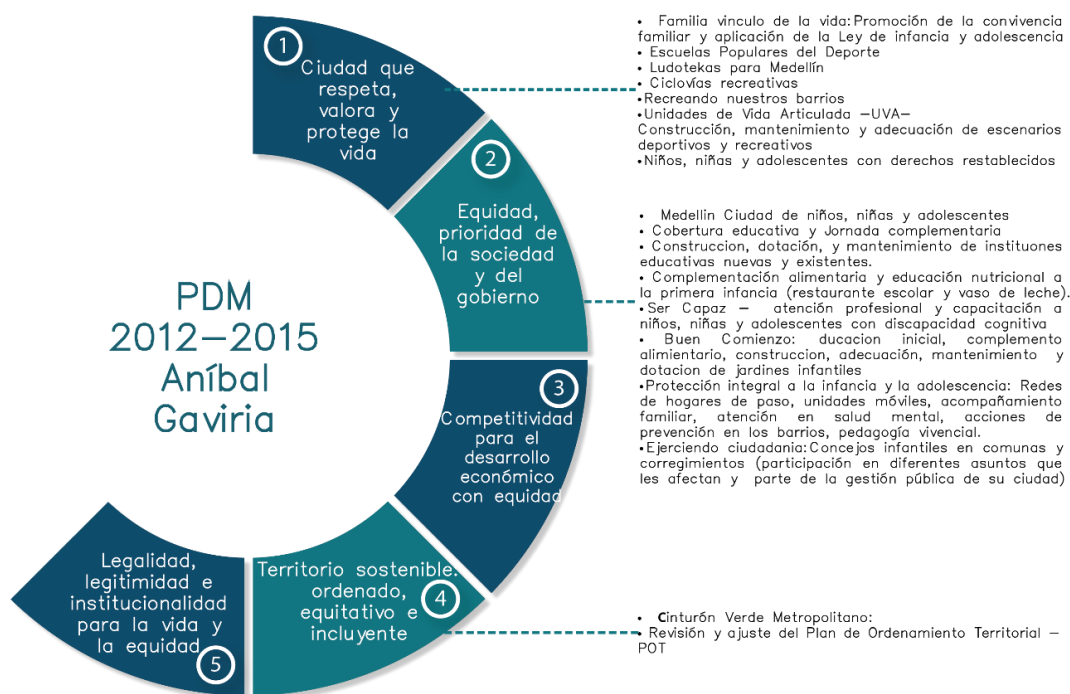 PDM
2012–2015
Aníbal
Gaviria
1
Ciudad que
respeta,
valora y
protege la
vida
• Familia vinculo de la vida:Promoción de la convivencia
familiar y aplicación de la Ley de infancia y adolescencia
• Escuelas Populares del Deporte
• Ludotekas para Medellín
• Ciclovías recreativas
•Recreando nuestros barrios
•Unidades de Vida Articulada –UVA–
Construcción, mantenimiento y adecuación de escenarios
deportivos y recreativos
•Niños, niñas y adolescentes con derechos restablecidos
2
Equidad,
prioridad de
la sociedad
y del
gobierno
• Medellin Ciudad de niños, niñas y adolescentes
• Cobertura educativa y Jornada complementaria
• Construccion, dotación, y mantenimiento de instituones
educativas nuevas y existentes.
• Complementación alimentaria y educación nutricional a
la primera infancia (restaurante escolar y vaso de leche).
•Ser Capaz – atención profesional y capacitación a
niños, niñas y adolescentes con discapacidad cognitiva
• Buen Comienzo: ducacion inicial, complemento
alimentario, construccion, adecuación, mantenimiento y
dotacion de jardines infantiles
•Protección integral a la infancia y la adolescencia: Redes
de hogares de paso, unidades móviles, acompañamiento
familiar, atención en salud mental, acciones de
prevención en los barrios, pedagogía vivencial.
•Ejerciendo ciudadania:Concejos infantiles en comunas y
corregimientos (participación en diferentes asuntos que
les afectan y parte de la gestión pública de su ciudad)
3
Competitividad
para el
desarrollo
económico
con equidad
Territorio sostenible.
ordenado,
equitativo e
incluyente
4
• Cinturón Verde Metropolitano:
• Revisión y ajuste del Plan de Ordenamiento Territorial –
POT
Legalidad,
legitimidad e
institucionalidad
para la vida y
la equidad
5